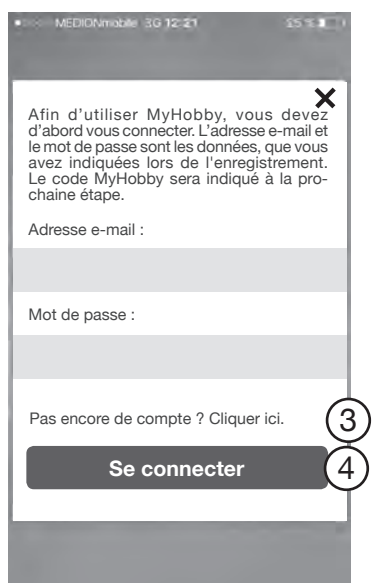 MEDIONmobile 3G 12:21 25 %
Afin d’utiliser MyHobby, vous devez
d’abord vous connecter. L’adresse e-mail et
le mot de passe sont les données, que vous
avez indiquées lors de l'enregistrement.
Le code MyHobby sera indiqué à la pro-
chaine étape.
Adresse e-mail :
Mot de passe :
Pas encore de compte ? Cliquer ici. 3
Se connecter 4